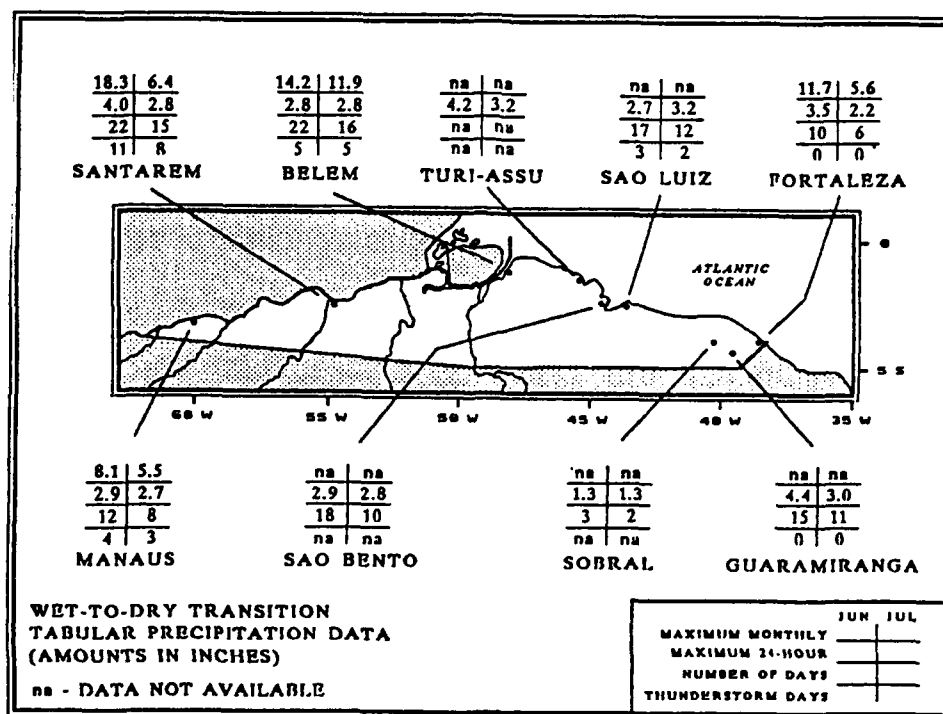 18.3 6.4
4.0 2.8
22 15
11 8
SANTAREM
14.2 11.9
2.8 2.8
22 16
5 5
BELEM
na na
4.2 3.2
na na
na na
TURI-ASSU
na na
2.7 3.2
17 12
3 2
SAO LUIZ
11.7 5.6
3.5 2.2
10 6
0 0
FORTALEZA
ATLANTIC
OCEAN
0
5 S
60 W 55 W 50 W 45 W 40 W 35 W
8.1 5.5
2.9 2.7
12 8
4 3
MANAUS
na na
2.9 2.8
18 10
na na
SAO BENTO
na na
1.3 1.3
3 2
na na
SOBRAL
na na
4.4 3.0
15 11
0 0
GUARAMIRANGA
WET-TO-DRY TRANSITION
TABULAR PRECIPITATION DATA
(AMOUNTS IN INCHES)
na - DATA NOT AVAILABLE
JUN JUL
MAXIMUM MONTHLY
MAXIMUM 24-HOUR
NUMBER OF DAYS
THUNDERSTORM DAYS